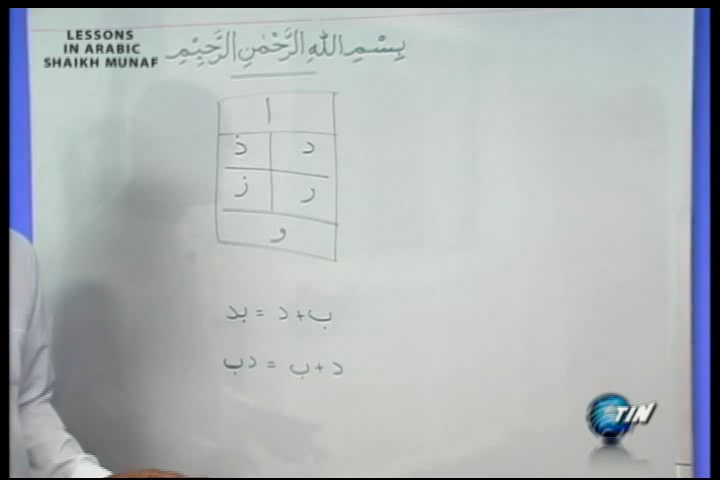 LESSONS
IN ARABIC
SHAIKH MUNAF
بِسْمِ اللهِ الرَّحْمٰنِ الرَّحِيْمِ
ا
د ذ
ر ز
و
ب + د = بد
د + ب = دب
TIN